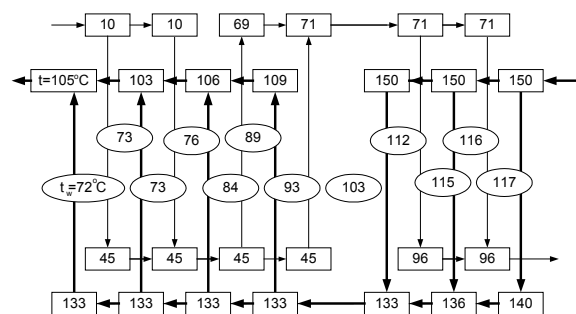 10 10 69 71 71 71
t=105°C 103 106 109 150 150 150
73 76 89 112 116
t_w=72°C 73 84 93 103 115 117
45 45 45 45 96 96
133 133 133 133 133 136 140